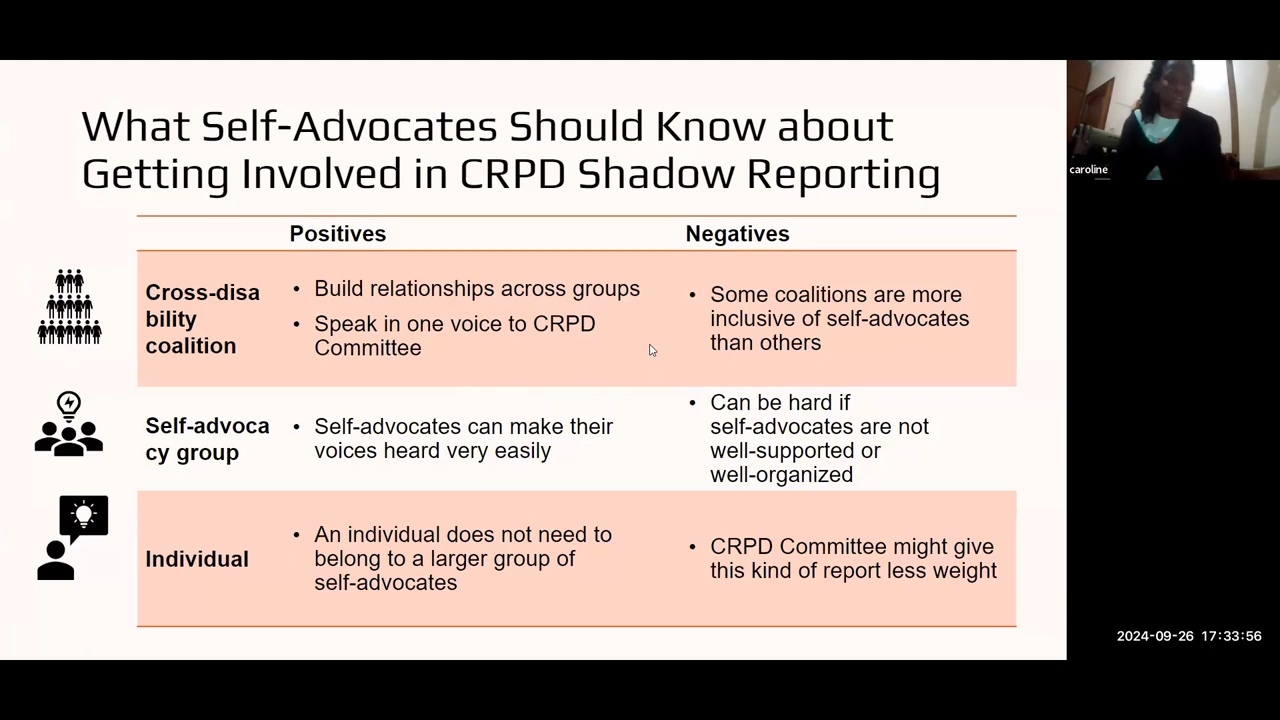 What Self-Advocates Should Know about
Getting Involved in CRPD Shadow Reporting
caroline
Positives
Negatives
Cross-disa
bility
coalition
• Build relationships across groups
• Speak in one voice to CRPD
Committee
• Some coalitions are more
inclusive of self-advocates
than others
Self-advoca
cy group
• Self-advocates can make their
voices heard very easily
• Can be hard if
self-advocates are not
well-supported or
well-organized
Individual
• An individual does not need to
belong to a larger group of
self-advocates
• CRPD Committee might give
this kind of report less weight
2024-09-26 17:33:56